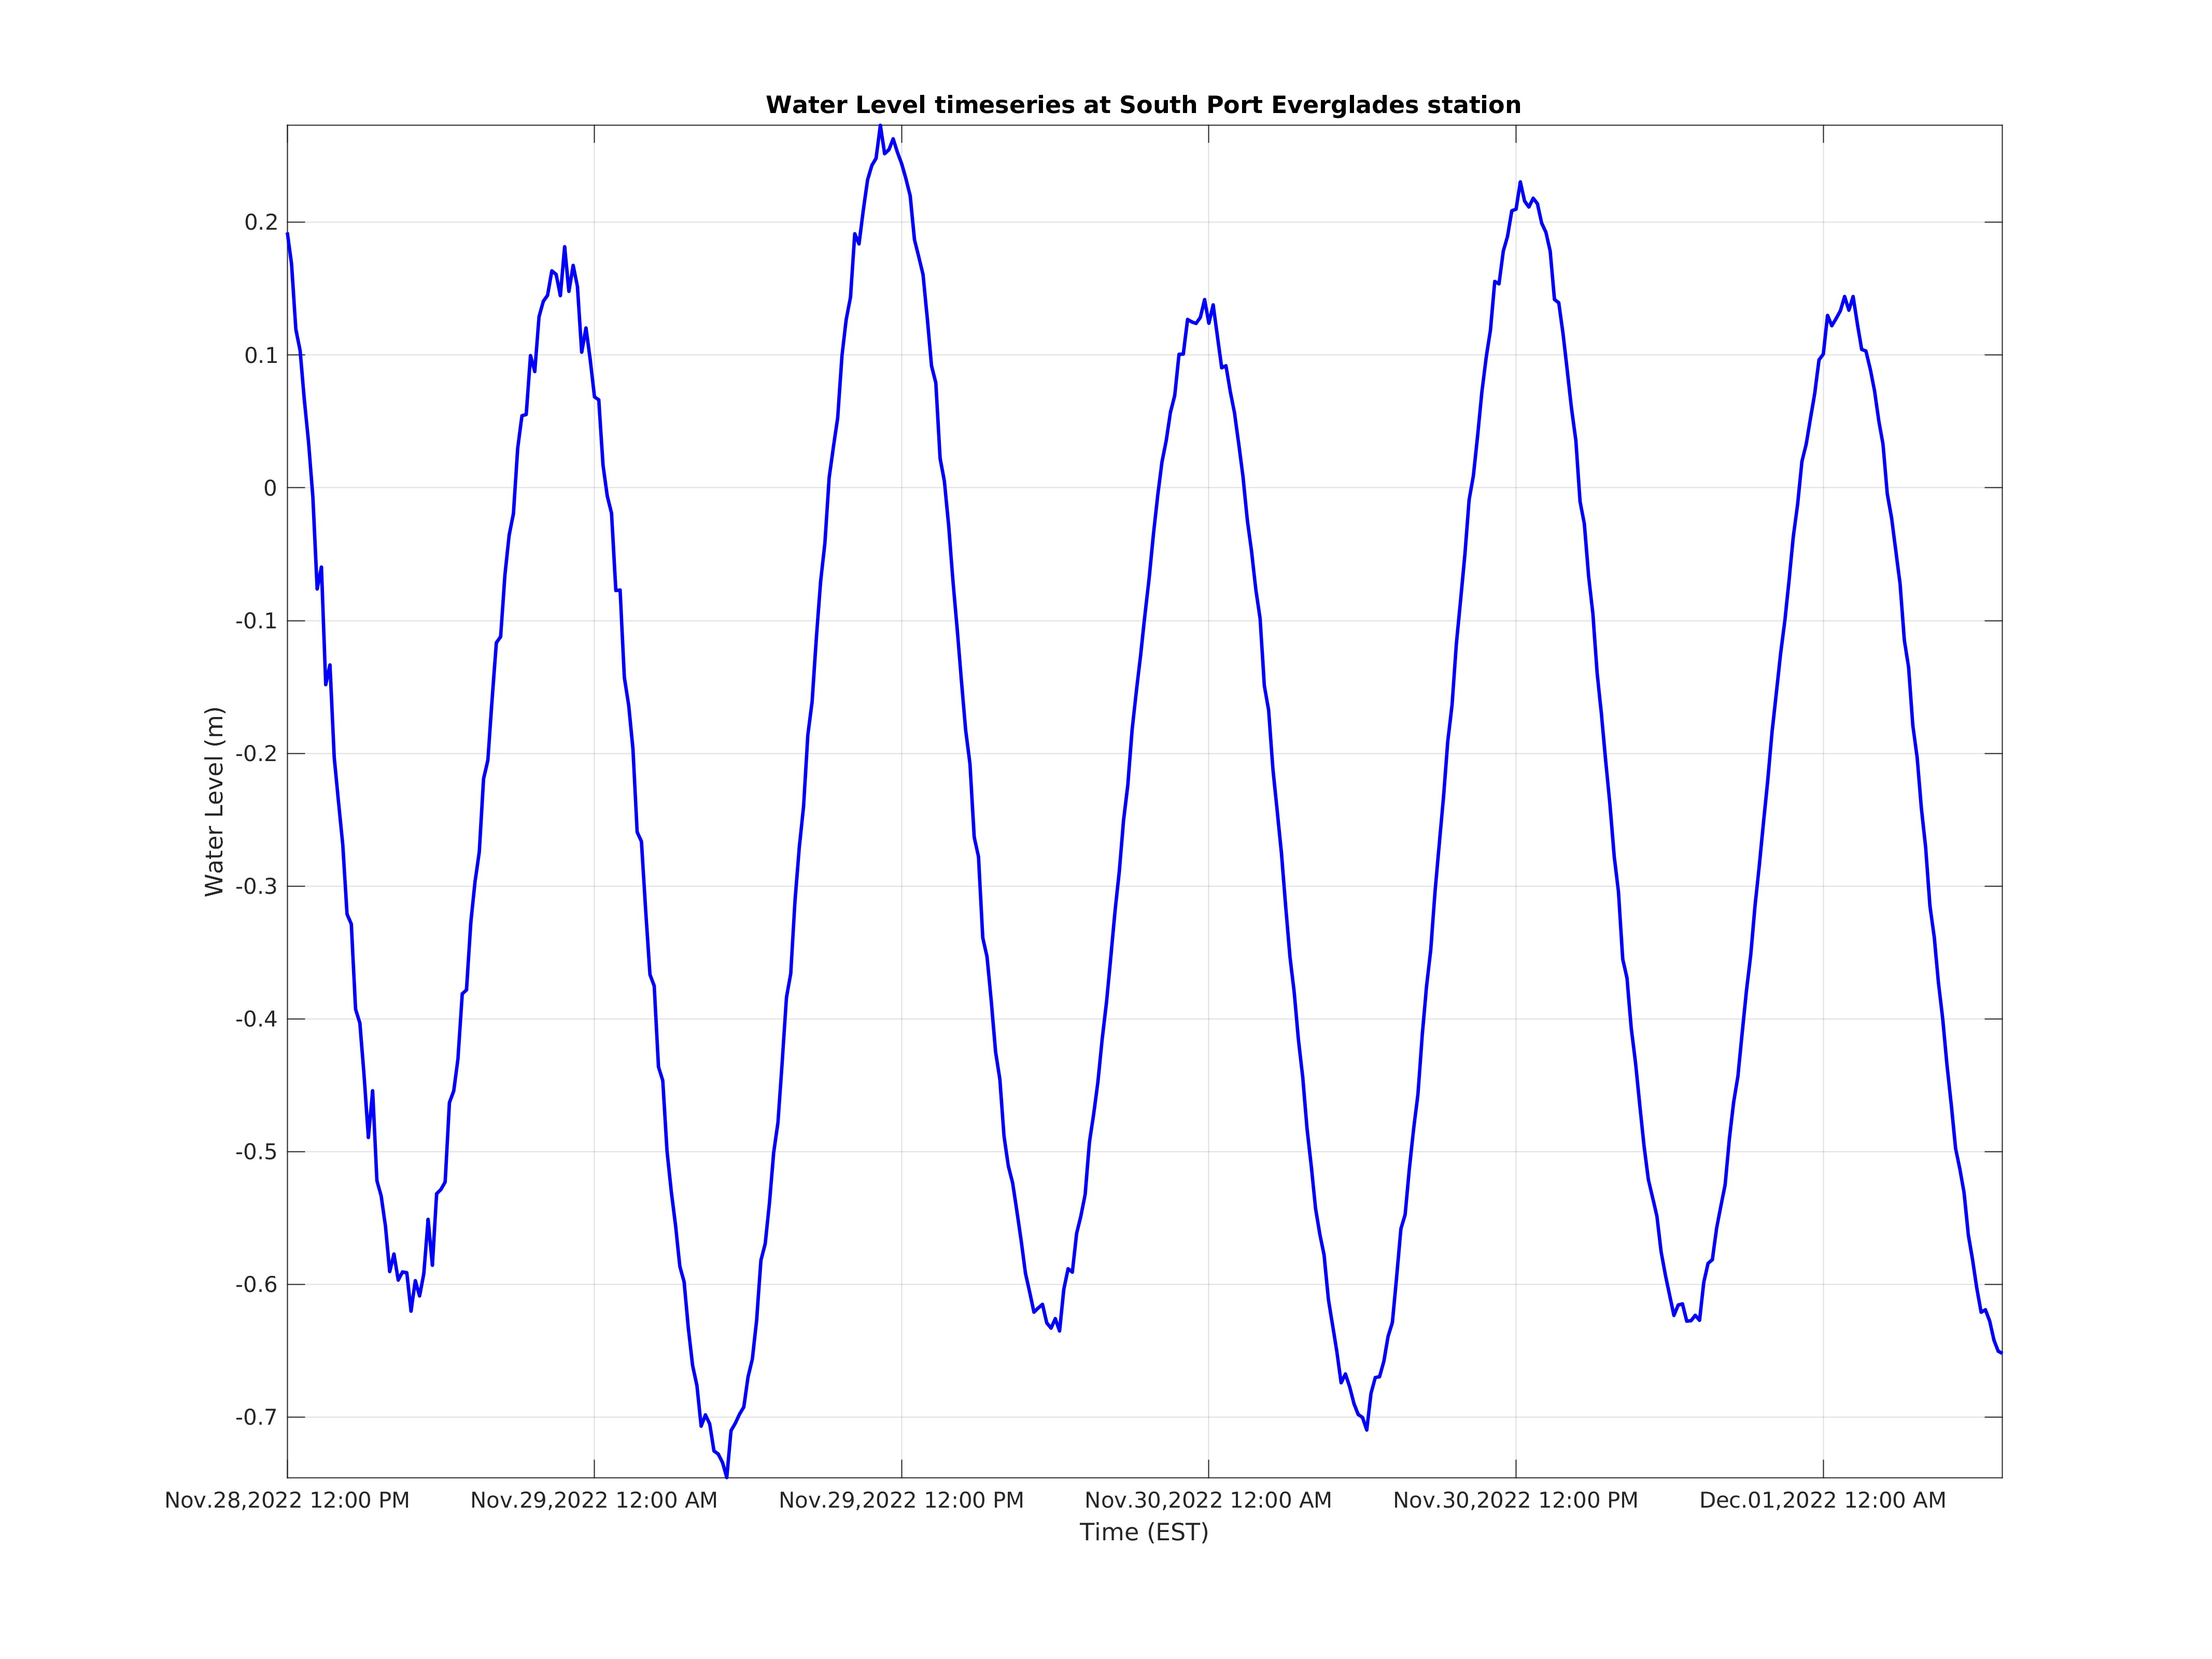 Water Level timeseries at South Port Everglades station
Water Level (m)
0.2
0.1
0
-0.1
-0.2
-0.3
-0.4
-0.5
-0.6
-0.7
Nov.28,2022 12:00 PM Nov.29,2022 12:00 AM Nov.29,2022 12:00 PM Nov.30,2022 12:00 AM Nov.30,2022 12:00 PM Dec.01,2022 12:00 AM
Time (EST)